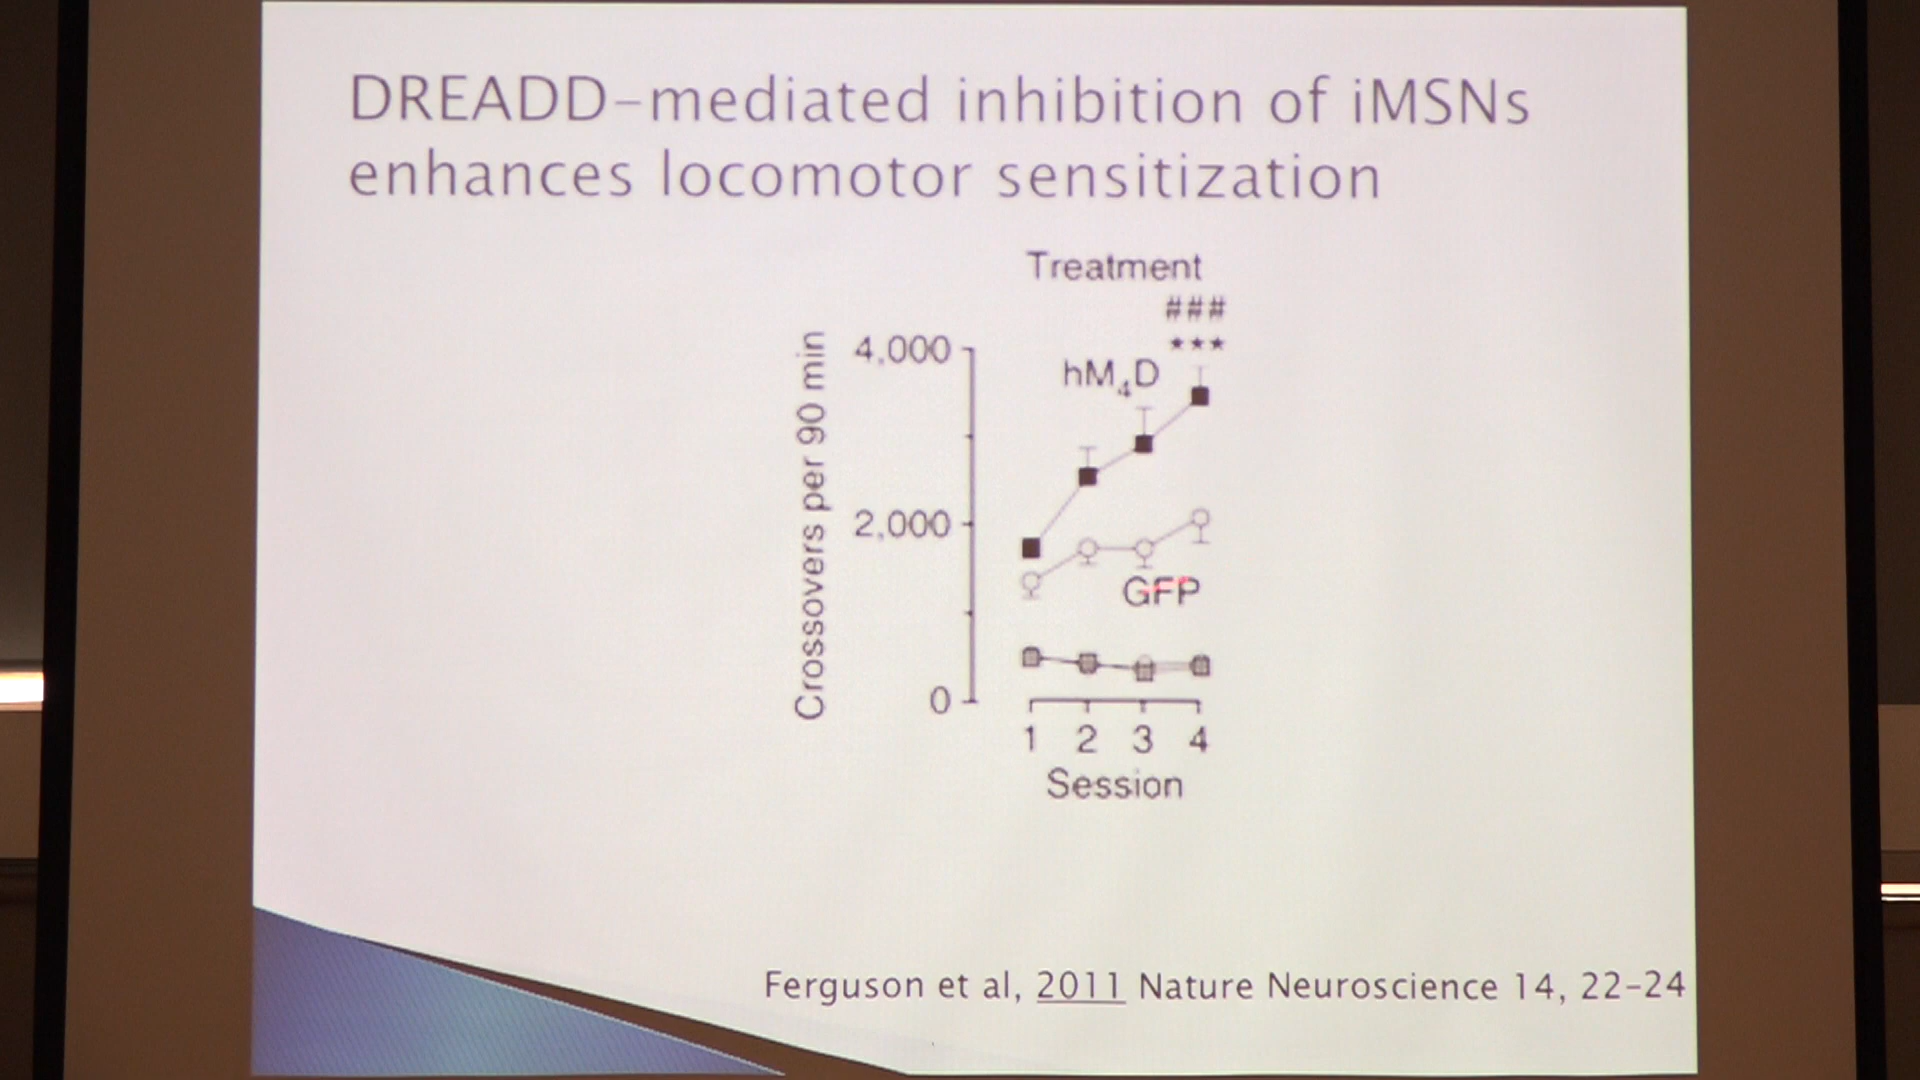 DREADD-mediated inhibition of iMSNs
enhances locomotor sensitization
Treatment
###
***
hM4D
4,000
2,000
0
Crossovers per 90 min
GFP
1 2 3 4
Session
Ferguson et al, 2011 Nature Neuroscience 14, 22-24